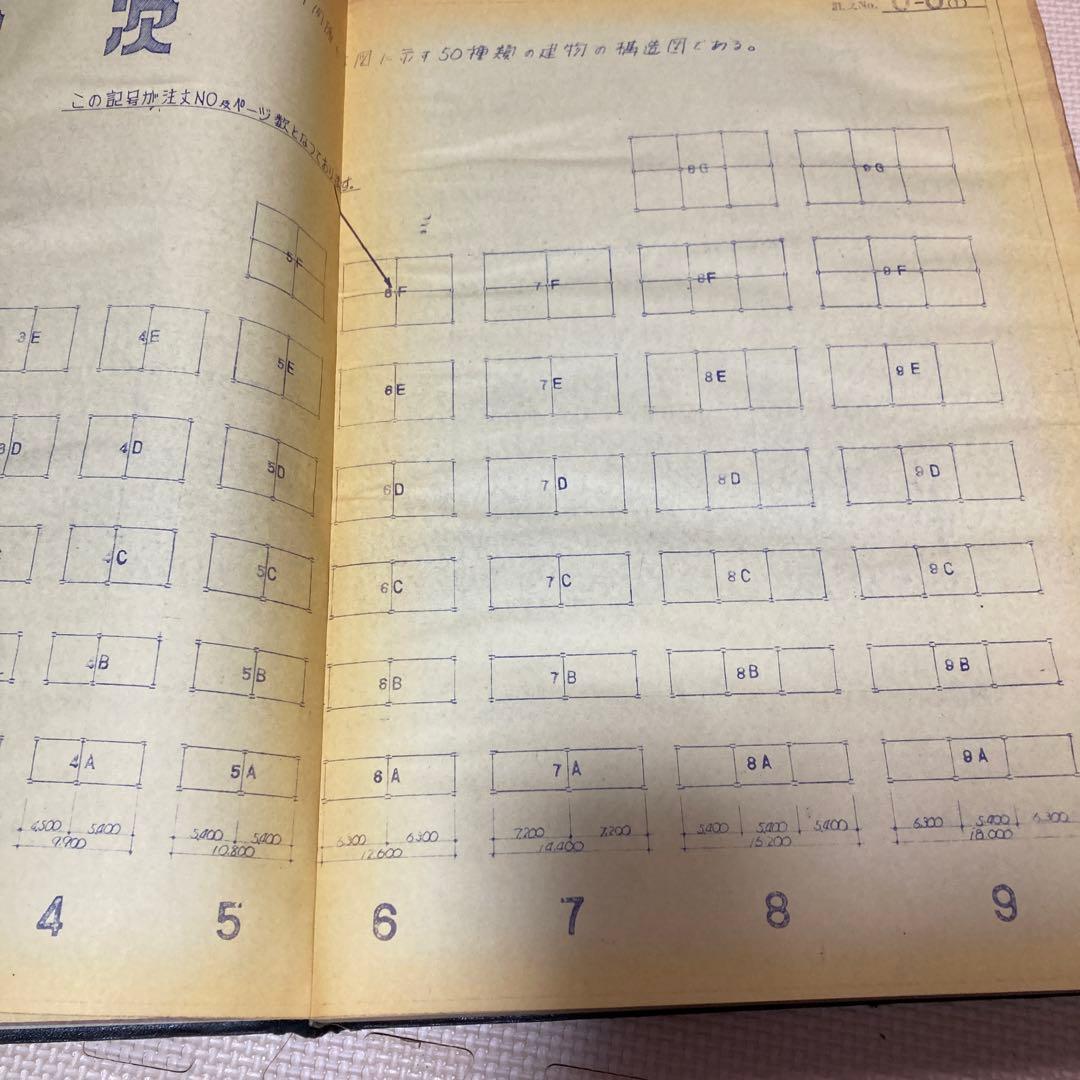 次
図に示す50種類の建物の構造図である。
この記号が注文NO及ページ数となっております。
8G 9G
5F 6F 7F 8F 9F
3E 4E 5E 6E 7E 8E 9E
3D 4D 5D 6D 7D 8D 9D
C 4C 5C 6C 7C 8C 9C
4B 5B 6B 7B 8B 9B
4A 5A 6A 7A 8A 9A
4,500 5,400 5,400 5,400 6,300 6,300 7,200 7,200 5,400 5,400 5,400 6,300 5,400 6,300
9,900 10,800 12,600 14,400 16,200 18,000
4 5 6 7 8 9